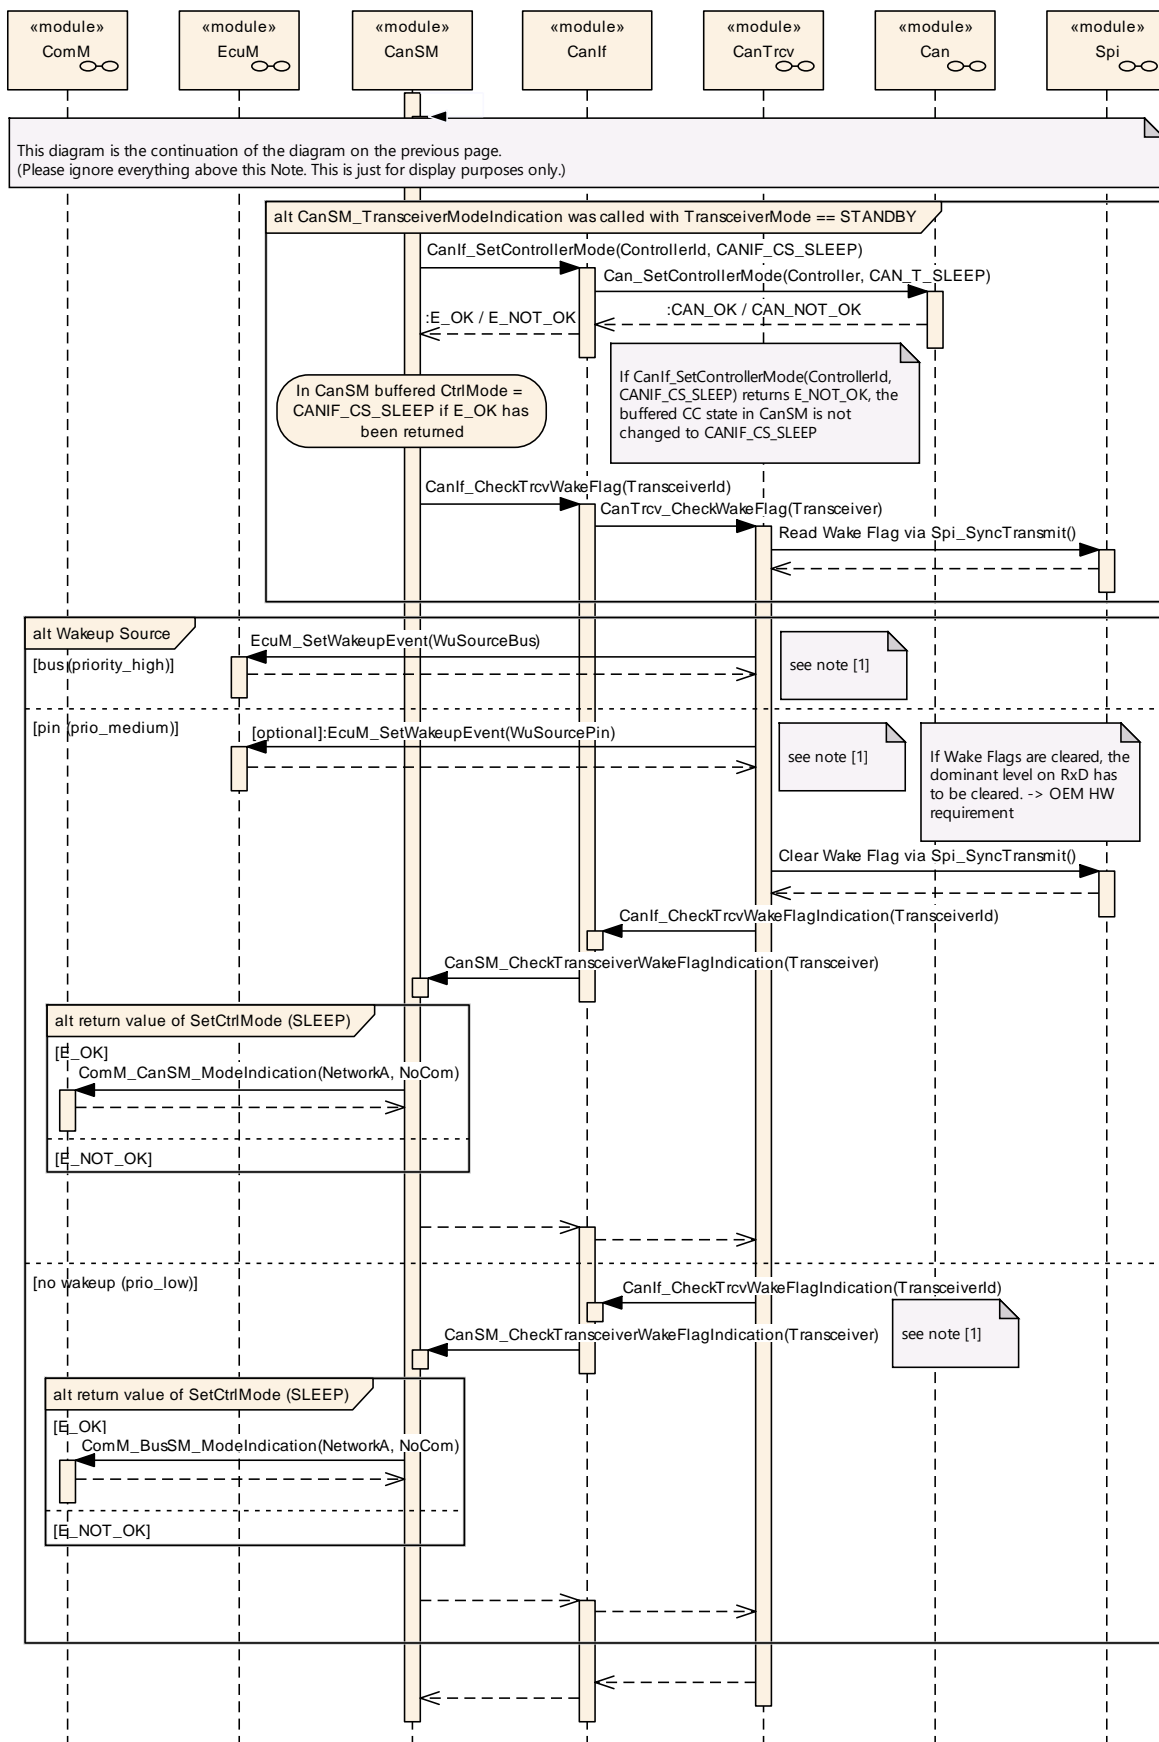 «module»
ComM
«module»
EcuM
«module»
CanSM
«module»
CanIf
«module»
CanTrcv
«module»
Can
«module»
Spi
This diagram is the continuation of the diagram on the previous page.
(Please ignore everything above this Note. This is just for display purposes only.)
alt CanSM_TransceiverModeIndication was called with TransceiverMode == STANDBY
CanIf_SetControllerMode(ControllerId, CANIF_CS_SLEEP)
Can_SetControllerMode(Controller, CAN_T_SLEEP)
:CAN_OK / CAN_NOT_OK
:E_OK / E_NOT_OK
In CanSM buffered CtrlMode =
CANIF_CS_SLEEP if E_OK has
been returned
If CanIf_SetControllerMode(ControllerId,
CANIF_CS_SLEEP) returns E_NOT_OK, the
buffered CC state in CanSM is not
changed to CANIF_CS_SLEEP
CanIf_CheckTrcvWakeFlag(TransceiverId)
CanTrcv_CheckWakeFlag(Transceiver)
Read Wake Flag via Spi_SyncTransmit()
alt Wakeup Source
[bus (priority_high)]
EcuM_SetWakeupEvent(WuSourceBus)
see note [1]
[pin (prio_medium)]
[optional]:EcuM_SetWakeupEvent(WuSourcePin)
see note [1]
If Wake Flags are cleared, the
dominant level on RxD has
to be cleared. -> OEM HW
requirement
Clear Wake Flag via Spi_SyncTransmit()
CanIf_CheckTrcvWakeFlagIndication(TransceiverId)
CanSM_CheckTransceiverWakeFlagIndication(Transceiver)
alt return value of SetCtrlMode (SLEEP)
[E_OK]
ComM_CanSM_ModeIndication(NetworkA, NoCom)
[E_NOT_OK]
[no wakeup (prio_low)]
CanIf_CheckTrcvWakeFlagIndication(TransceiverId)
CanSM_CheckTransceiverWakeFlagIndication(Transceiver)
see note [1]
alt return value of SetCtrlMode (SLEEP)
[E_OK]
ComM_BusSM_ModeIndication(NetworkA, NoCom)
[E_NOT_OK]